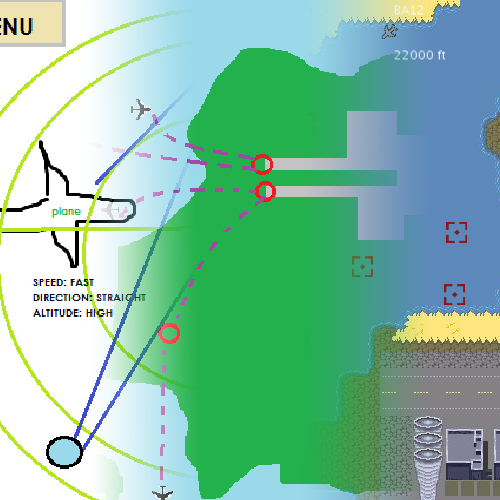 ENU
BA12
22000 ft
plane
SPEED: FAST
DIRECTION: STRAIGHT
ALTITUDE: HIGH